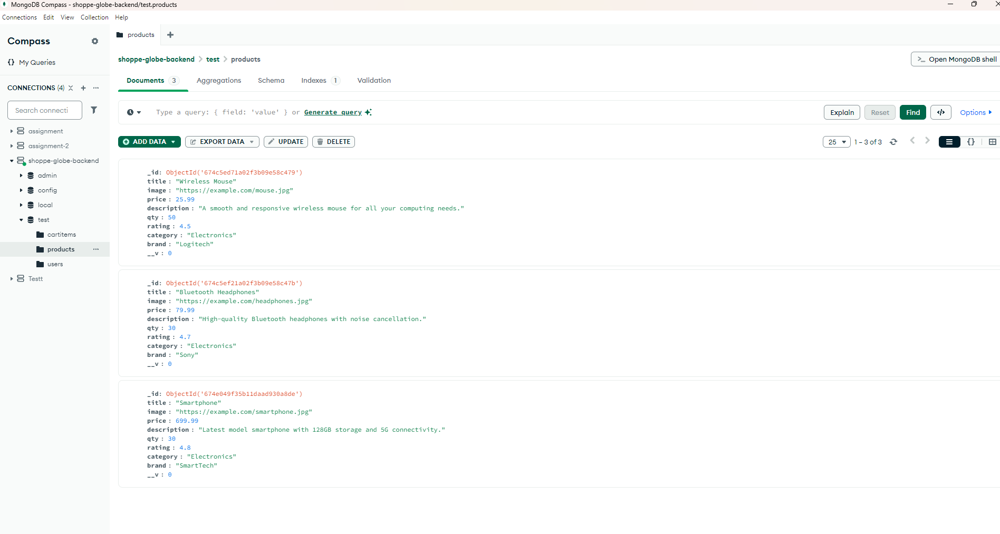 MongoDB Compass - shoppe-globe-backend/test.products
Connections Edit View Collection Help
Compass
{} My Queries
CONNECTIONS (4)
Search connecti
assignment
assignment-2
shoppe-globe-backend
admin
config
local
test
cartitems
products
users
Testt
products
shoppe-globe-backend > test > products
>_ Open MongoDB shell
Documents 3 Aggregations Schema Indexes 1 Validation
Type a query: { field: 'value' } or Generate query
Explain Reset Find </> Options
ADD DATA EXPORT DATA UPDATE DELETE
25 1 – 3 of 3 {}
_id: ObjectId('674c5ed71a02f3b09e58c479')
title : "Wireless Mouse"
image : "https://example.com/mouse.jpg"
price : 25.99
description : "A smooth and responsive wireless mouse for all your computing needs."
qty : 50
rating : 4.5
category : "Electronics"
brand : "Logitech"
__v : 0
_id: ObjectId('674c5ef21a02f3b09e58c47b')
title : "Bluetooth Headphones"
image : "https://example.com/headphones.jpg"
price : 79.99
description : "High-quality Bluetooth headphones with noise cancellation."
qty : 30
rating : 4.7
category : "Electronics"
brand : "Sony"
__v : 0
_id: ObjectId('674e049f35b11daad930a8de')
title : "Smartphone"
image : "https://example.com/smartphone.jpg"
price : 699.99
description : "Latest model smartphone with 128GB storage and 5G connectivity."
qty : 30
rating : 4.8
category : "Electronics"
brand : "SmartTech"
__v : 0